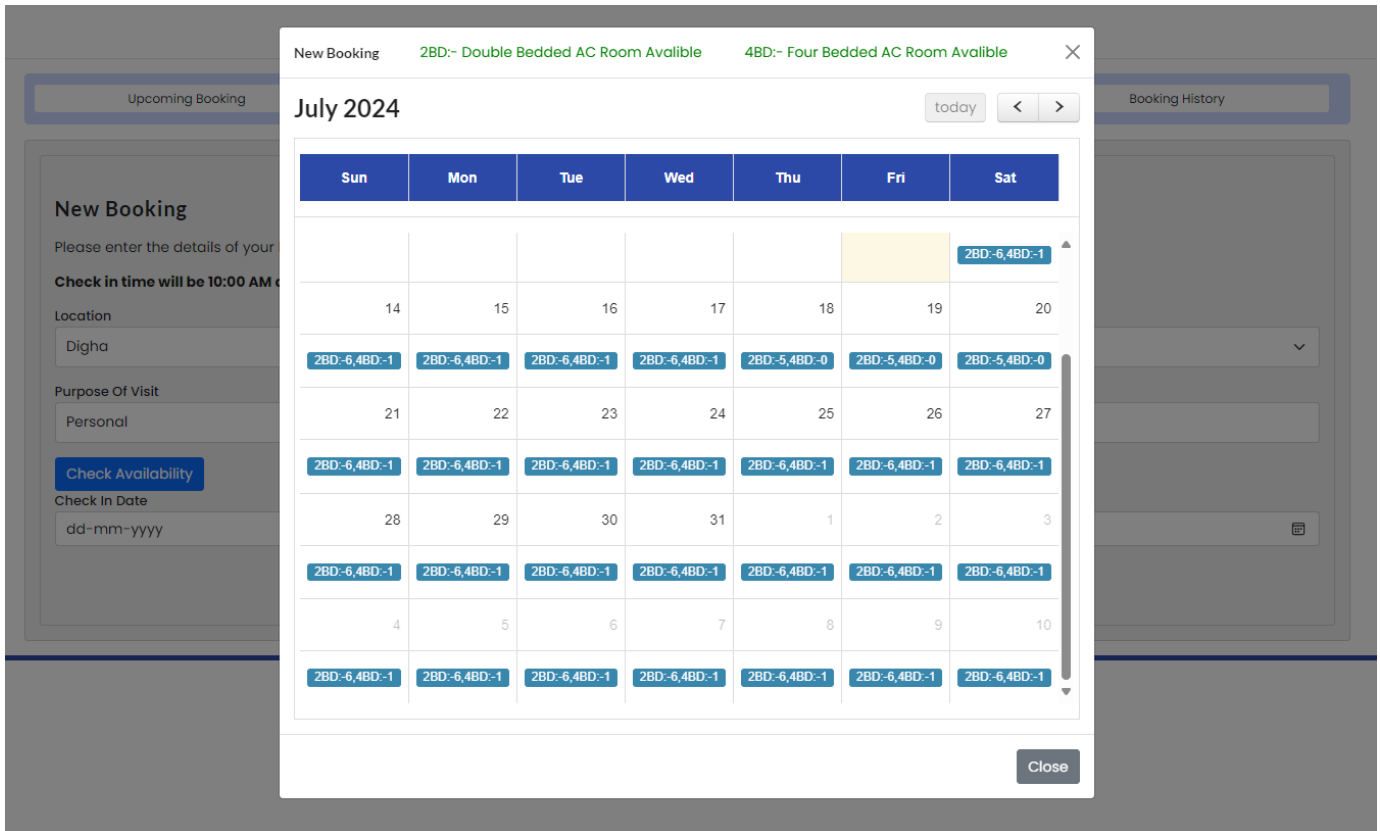 New Booking 2BD:- Double Bedded AC Room Avalible 4BD:- Four Bedded AC Room Avalible
Upcoming Booking
Booking History
July 2024
today
Sun Mon Tue Wed Thu Fri Sat
2BD:-6,4BD:-1
14 15 16 17 18 19 20
2BD:-6,4BD:-1 2BD:-6,4BD:-1 2BD:-6,4BD:-1 2BD:-6,4BD:-1 2BD:-5,4BD:-0 2BD:-5,4BD:-0 2BD:-5,4BD:-0
21 22 23 24 25 26 27
2BD:-6,4BD:-1 2BD:-6,4BD:-1 2BD:-6,4BD:-1 2BD:-6,4BD:-1 2BD:-6,4BD:-1 2BD:-6,4BD:-1 2BD:-6,4BD:-1
28 29 30 31 1 2 3
2BD:-6,4BD:-1 2BD:-6,4BD:-1 2BD:-6,4BD:-1 2BD:-6,4BD:-1 2BD:-6,4BD:-1 2BD:-6,4BD:-1 2BD:-6,4BD:-1
4 5 6 7 8 9 10
2BD:-6,4BD:-1 2BD:-6,4BD:-1 2BD:-6,4BD:-1 2BD:-6,4BD:-1 2BD:-6,4BD:-1 2BD:-6,4BD:-1 2BD:-6,4BD:-1
Close
New Booking
Please enter the details of your
Check in time will be 10:00 AM
Location
Digha
Purpose Of Visit
Personal
Check Availability
Check In Date
dd-mm-yyyy